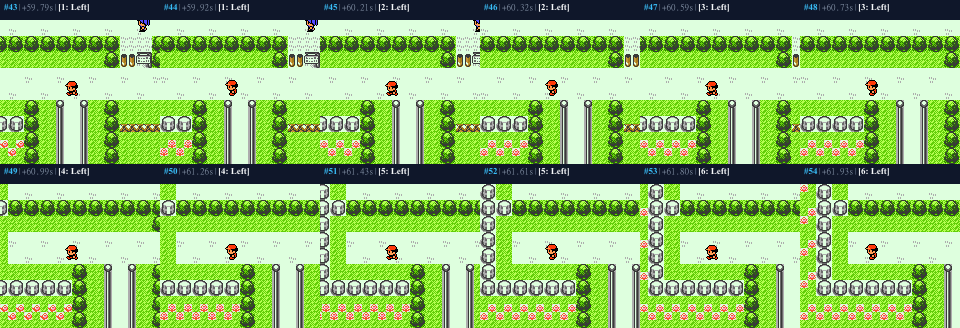 #43|+59.79s|[1: Left]
#44|+59.92s|[1: Left]
#45|+60.21s|[2: Left]
#46|+60.32s|[2: Left]
#47|+60.59s|[3: Left]
#48|+60.73s|[3: Left]
#49|+60.99s|[4: Left]
#50|+61.26s|[4: Left]
#51|+61.43s|[5: Left]
#52|+61.61s|[5: Left]
#53|+61.80s|[6: Left]
#54|+61.93s|[6: Left]